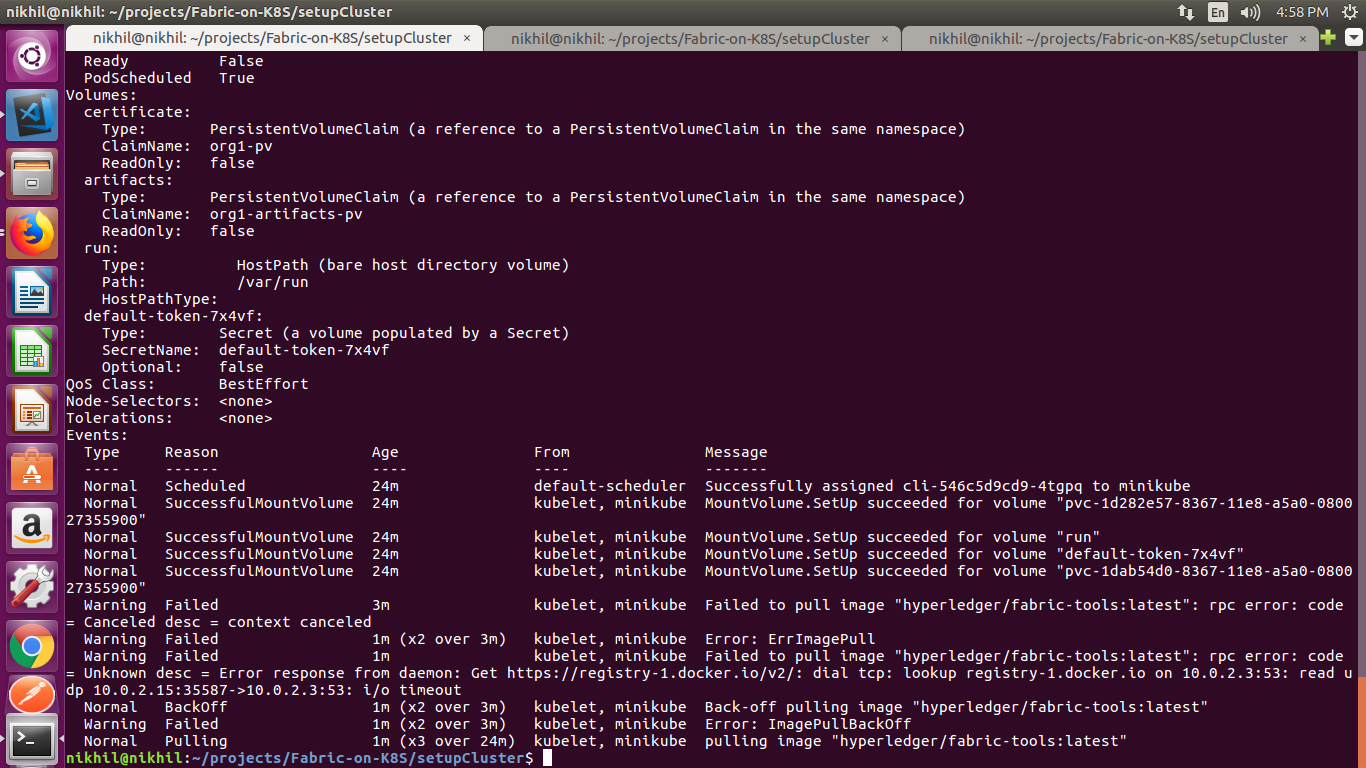 nikhil@nikhil: ~/projects/Fabric-on-K8S/setupCluster
En
4:58 PM
nikhil@nikhil: ~/projects/Fabric-on-K8S/setupCluster ×
nikhil@nikhil: ~/projects/Fabric-on-K8S/setupCluster ×
nikhil@nikhil: ~/projects/Fabric-on-K8S/setupCluster ×
  Ready          False
  PodScheduled   True
Volumes:
  certificate:
    Type:       PersistentVolumeClaim (a reference to a PersistentVolumeClaim in the same namespace)
    ClaimName:  org1-pv
    ReadOnly:   false
  artifacts:
    Type:       PersistentVolumeClaim (a reference to a PersistentVolumeClaim in the same namespace)
    ClaimName:  org1-artifacts-pv
    ReadOnly:   false
  run:
    Type:          HostPath (bare host directory volume)
    Path:          /var/run
    HostPathType:
  default-token-7x4vf:
    Type:        Secret (a volume populated by a Secret)
    SecretName:  default-token-7x4vf
    Optional:    false
QoS Class:       BestEffort
Node-Selectors:  <none>
Tolerations:     <none>
Events:
  Type     Reason                 Age                From               Message
  ----     ------                 ----               ----               -------
  Normal   Scheduled              24m                default-scheduler  Successfully assigned cli-546c5d9cd9-4tgpq to minikube
  Normal   SuccessfulMountVolume  24m                kubelet, minikube  MountVolume.SetUp succeeded for volume "pvc-1d282e57-8367-11e8-a5a0-0800
27355900"
  Normal   SuccessfulMountVolume  24m                kubelet, minikube  MountVolume.SetUp succeeded for volume "run"
  Normal   SuccessfulMountVolume  24m                kubelet, minikube  MountVolume.SetUp succeeded for volume "default-token-7x4vf"
  Normal   SuccessfulMountVolume  24m                kubelet, minikube  MountVolume.SetUp succeeded for volume "pvc-1dab54d0-8367-11e8-a5a0-0800
27355900"
  Warning  Failed                 3m                 kubelet, minikube  Failed to pull image "hyperledger/fabric-tools:latest": rpc error: code
= Canceled desc = context canceled
  Warning  Failed                 1m (x2 over 3m)    kubelet, minikube  Error: ErrImagePull
  Warning  Failed                 1m                 kubelet, minikube  Failed to pull image "hyperledger/fabric-tools:latest": rpc error: code
= Unknown desc = Error response from daemon: Get https://registry-1.docker.io/v2/: dial tcp: lookup registry-1.docker.io on 10.0.2.3:53: read u
dp 10.0.2.15:35587->10.0.2.3:53: i/o timeout
  Normal   BackOff                1m (x2 over 3m)    kubelet, minikube  Back-off pulling image "hyperledger/fabric-tools:latest"
  Warning  Failed                 1m (x2 over 3m)    kubelet, minikube  Error: ImagePullBackOff
  Normal   Pulling                1m (x3 over 24m)   kubelet, minikube  pulling image "hyperledger/fabric-tools:latest"
nikhil@nikhil:~/projects/Fabric-on-K8S/setupCluster$